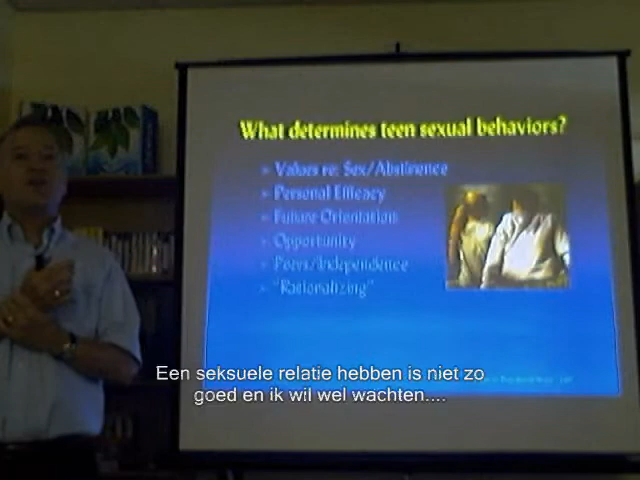 What determines teen sexual behaviors?
Values re: Sex/Abstinence
Personal Efficacy
Future Orientation
Opportunity
Peers/Independence
"Rationalizing"
Een seksuele relatie hebben is niet zo
goed en ik wil wel wachten....